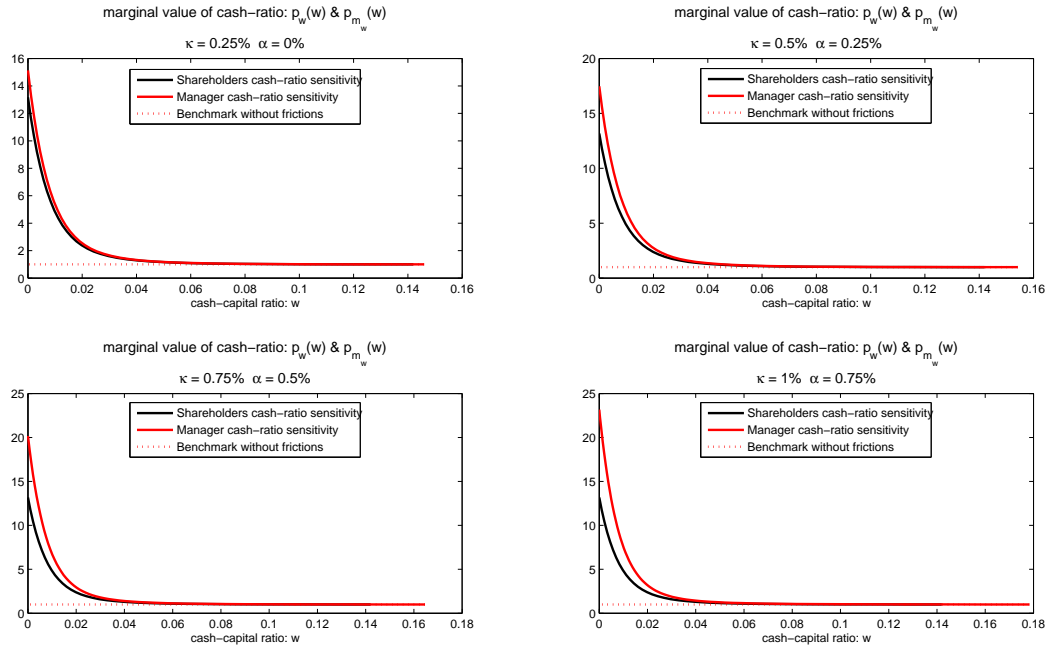 marginal value of cash−ratio: p_w(w) & p_m_w(w)
κ = 0.25% α = 0%
16
14
12
10
8
6
4
2
0
Shareholders cash−ratio sensitivity
Manager cash−ratio sensitivity
Benchmark without frictions
0 0.02 0.04 0.06 0.08 0.1 0.12 0.14 0.16
cash−capital ratio: w
marginal value of cash−ratio: p_w(w) & p_m_w(w)
κ = 0.5% α = 0.25%
20
15
10
5
0
Shareholders cash−ratio sensitivity
Manager cash−ratio sensitivity
Benchmark without frictions
0 0.02 0.04 0.06 0.08 0.1 0.12 0.14 0.16
cash−capital ratio: w
marginal value of cash−ratio: p_w(w) & p_m_w(w)
κ = 0.75% α = 0.5%
25
20
15
10
5
0
Shareholders cash−ratio sensitivity
Manager cash−ratio sensitivity
Benchmark without frictions
0 0.02 0.04 0.06 0.08 0.1 0.12 0.14 0.16 0.18
cash−capital ratio: w
marginal value of cash−ratio: p_w(w) & p_m_w(w)
κ = 1% α = 0.75%
25
20
15
10
5
0
Shareholders cash−ratio sensitivity
Manager cash−ratio sensitivity
Benchmark without frictions
0 0.02 0.04 0.06 0.08 0.1 0.12 0.14 0.16 0.18
cash−capital ratio: w